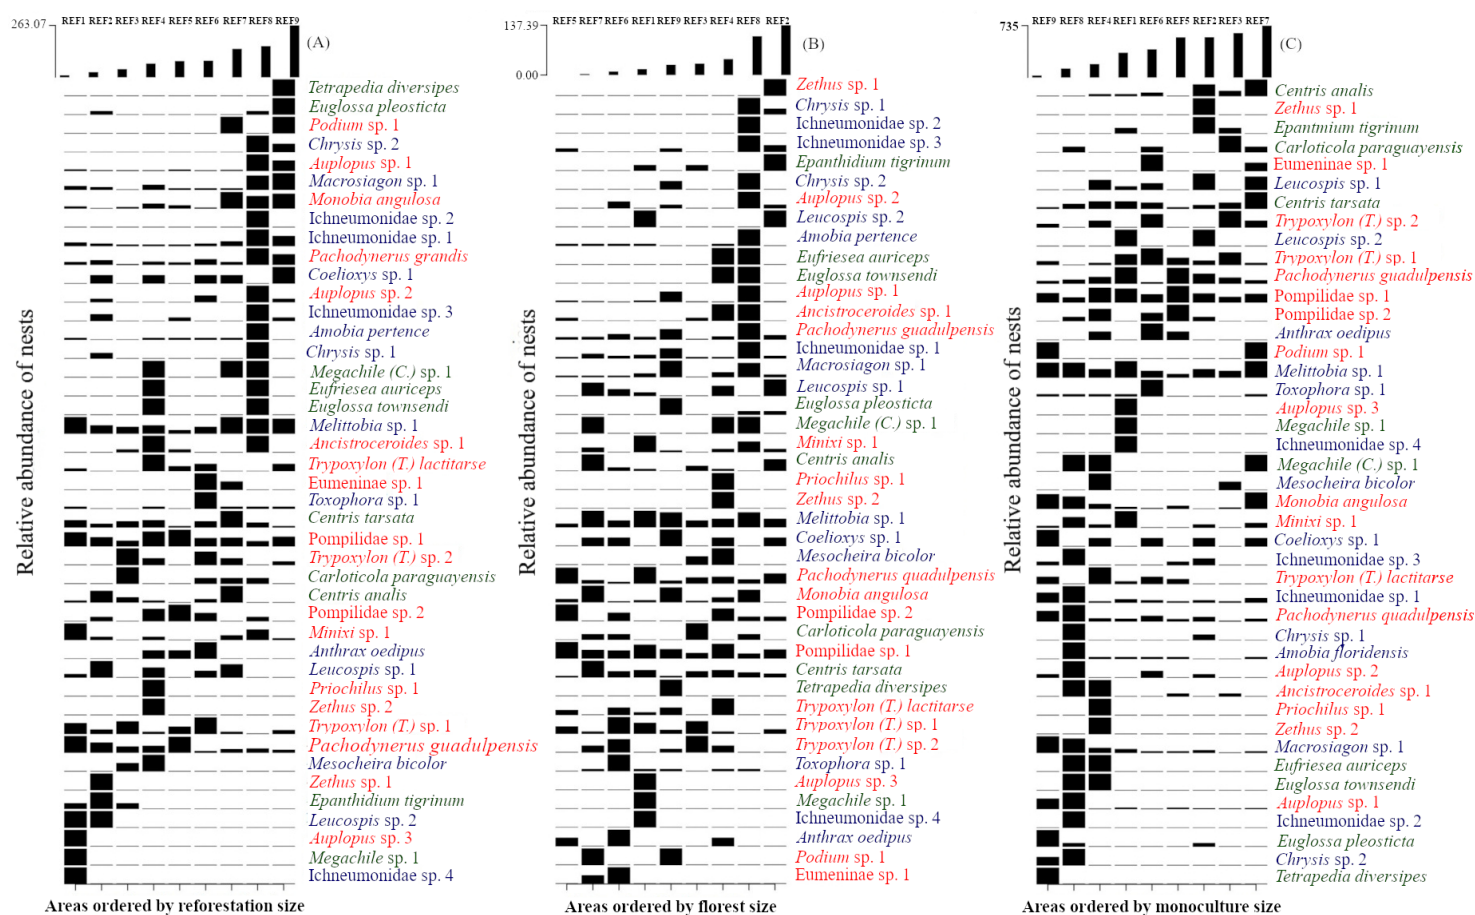 263.07
REF1 REF2 REF3 REF4 REF5 REF6 REF7 REF8 REF9
(A)
Relative abundance of nests
Tetrapedia diversipes
Euglossa pleosticta
Podium sp. 1
Chrysis sp. 2
Auplopus sp. 1
Macrosiagon sp. 1
Monobia angulosa
Ichneumonidae sp. 2
Ichneumonidae sp. 1
Pachodynerus grandis
Coelioxys sp. 1
Auplopus sp. 2
Ichneumonidae sp. 3
Amobia pertence
Chrysis sp. 1
Megachile (C.) sp. 1
Eufriesea auriceps
Euglossa townsendi
Melittobia sp. 1
Ancistroceroides sp. 1
Trypoxylon (T.) lactitarse
Eumeninae sp. 1
Toxophora sp. 1
Centris tarsata
Pompilidae sp. 1
Trypoxylon (T.) sp. 2
Carloticola paraguayensis
Centris analis
Pompilidae sp. 2
Minixi sp. 1
Anthrax oedipus
Leucospis sp. 1
Priochilus sp. 1
Zethus sp. 2
Trypoxylon (T.) sp. 1
Pachodynerus guadulpensis
Mesocheira bicolor
Zethus sp. 1
Epanthidium tigrinum
Leucospis sp. 2
Auplopus sp. 3
Megachile sp. 1
Ichneumonidae sp. 4
Areas ordered by reforestation size
137.39
0.00
REF5 REF7 REF6 REF1 REF9 REF3 REF4 REF8 REF2
(B)
Relative abundance of nests
Zethus sp. 1
Chrysis sp. 1
Ichneumonidae sp. 2
Ichneumonidae sp. 3
Epanthidium tigrinum
Chrysis sp. 2
Auplopus sp. 2
Leucospis sp. 2
Amobia pertence
Eufriesea auriceps
Euglossa townsendi
Auplopus sp. 1
Ancistroceroides sp. 1
Pachodynerus guadulpensis
Ichneumonidae sp. 1
Macrosiagon sp. 1
Leucospis sp. 1
Euglossa pleosticta
Megachile (C.) sp. 1
Minixi sp. 1
Centris analis
Priochilus sp. 1
Zethus sp. 2
Melittobia sp. 1
Coelioxys sp. 1
Mesocheira bicolor
Pachodynerus quadulpensis
Monobia angulosa
Pompilidae sp. 2
Carloticola paraguayensis
Pompilidae sp. 1
Centris tarsata
Tetrapedia diversipes
Trypoxylon (T.) lactitarse
Trypoxylon (T.) sp. 1
Trypoxylon (T.) sp. 2
Toxophora sp. 1
Auplopus sp. 3
Megachile sp. 1
Ichneumonidae sp. 4
Anthrax oedipus
Podium sp. 1
Eumeninae sp. 1
Areas ordered by florest size
735
REF9 REF8 REF4 REF1 REF6 REF5 REF2 REF3 REF7
(C)
Relative abundance of nests
Centris analis
Zethus sp. 1
Epantmium tigrinum
Carloticola paraguayensis
Eumeninae sp. 1
Leucospis sp. 1
Centris tarsata
Trypoxylon (T.) sp. 2
Leucospis sp. 2
Trypoxylon (T.) sp. 1
Pachodynerus guadulpensis
Pompilidae sp. 1
Pompilidae sp. 2
Anthrax oedipus
Podium sp. 1
Melittobia sp. 1
Toxophora sp. 1
Auplopus sp. 3
Megachile sp. 1
Ichneumonidae sp. 4
Megachile (C.) sp. 1
Mesocheira bicolor
Monobia angulosa
Minixi sp. 1
Coelioxys sp. 1
Ichneumonidae sp. 3
Trypoxylon (T.) lactitarse
Ichneumonidae sp. 1
Pachodynerus quadulpensis
Chrysis sp. 1
Amobia floridensis
Auplopus sp. 2
Ancistroceroides sp. 1
Priochilus sp. 1
Zethus sp. 2
Macrosiagon sp. 1
Eufriesea auriceps
Euglossa townsendi
Auplopus sp. 1
Ichneumonidae sp. 2
Euglossa pleosticta
Chrysis sp. 2
Tetrapedia diversipes
Areas ordered by monoculture size